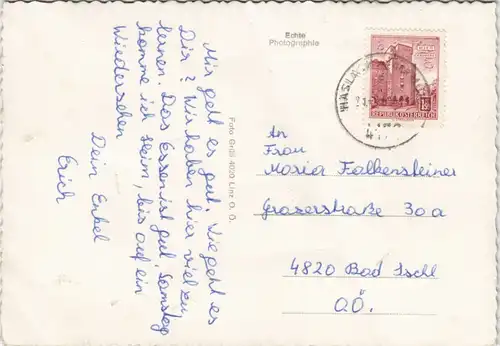 Mir geht es gut. Wie geht es
Dir? Wir haben hier viel zu
lernen. Das Essen ist gut. Samstag
komme ich heim, bis auf ein
Wiedersehen
Dein Enkel
Erich
Foto Grill 4020 Linz O. Ö.
Echte
Photographie
REPUBLIK ÖSTERREICH
An
Frau
Maria Falkensteiner
Grazerstraße 30a
4820 Bad Ischl
OÖ.